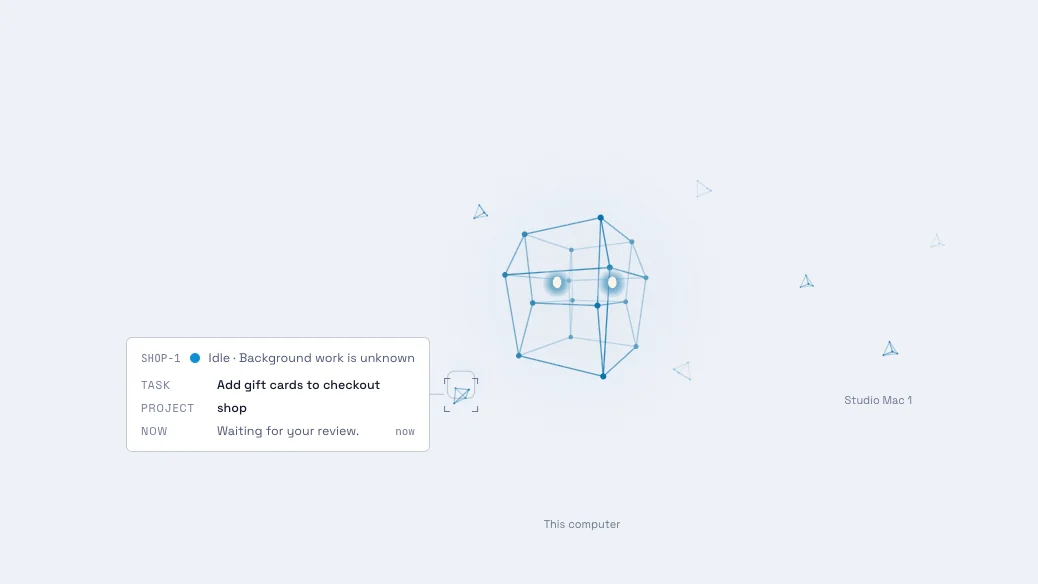 SHOP-1 Idle · Background work is unknown
TASK Add gift cards to checkout
PROJECT shop
NOW Waiting for your review. now
Studio Mac 1
This computer